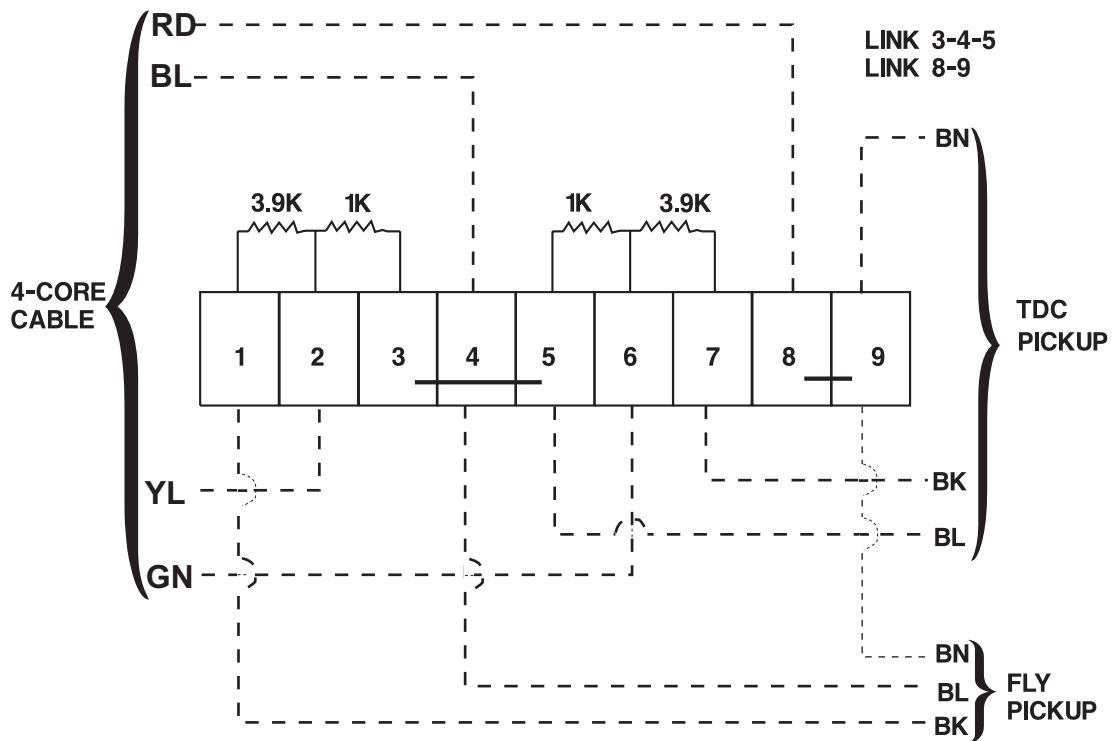 RD
BL
LINK 3-4-5
LINK 8-9
BN
3.9K 1K 1K 3.9K
4-CORE
CABLE
TDC
PICKUP
1 2 3 4 5 6 7 8 9
YL
BK
BL
GN
BN
BL
BK
FLY
PICKUP